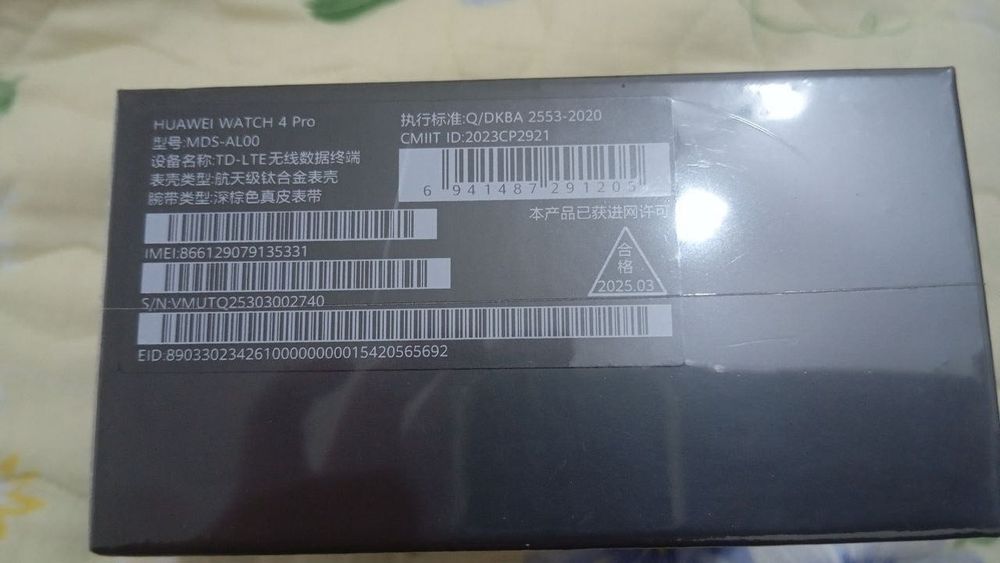 HUAWEI WATCH 4 Pro
型号:MDS-AL00
设备名称:TD-LTE无线数据终端
表壳类型:航天级钛合金表壳
腕带类型:深棕色真皮表带
IMEI:866129079135331
S/N:VMUTQ25303002740
EID:89033023426100000000015420565692
执行标准:Q/DKBA 2553-2020
CMIIT ID:2023CP2921
6 941487 291205
本产品已获进网许可
合
格
2025.03